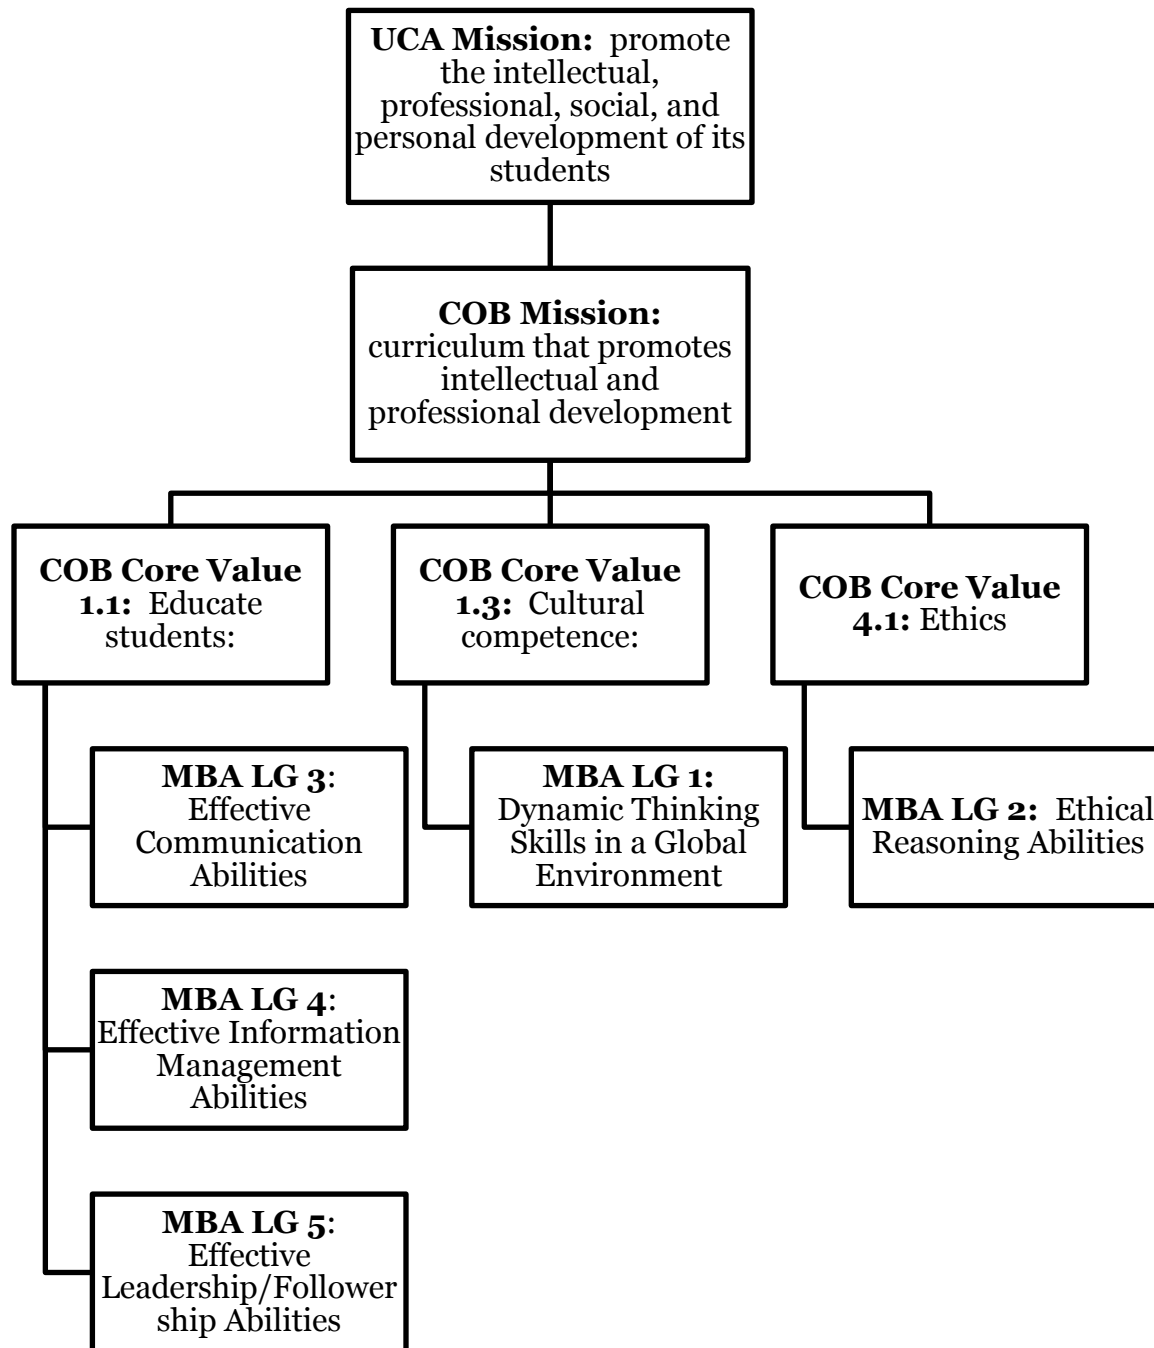 UCA Mission:  promote
the intellectual,
professional, social, and
personal development of its
students
COB Mission:
curriculum that promotes
intellectual and
professional development
COB Core Value
1.1:  Educate
students:
COB Core Value
1.3:  Cultural
competence:
COB Core Value
4.1: Ethics
MBA LG 3:
Effective
Communication
Abilities
MBA LG 1:
Dynamic Thinking
Skills in a Global
Environment
MBA LG 2:  Ethical
Reasoning Abilities
MBA LG 4:
Effective Information
Management
Abilities
MBA LG 5:
Effective
Leadership/Follower
ship Abilities